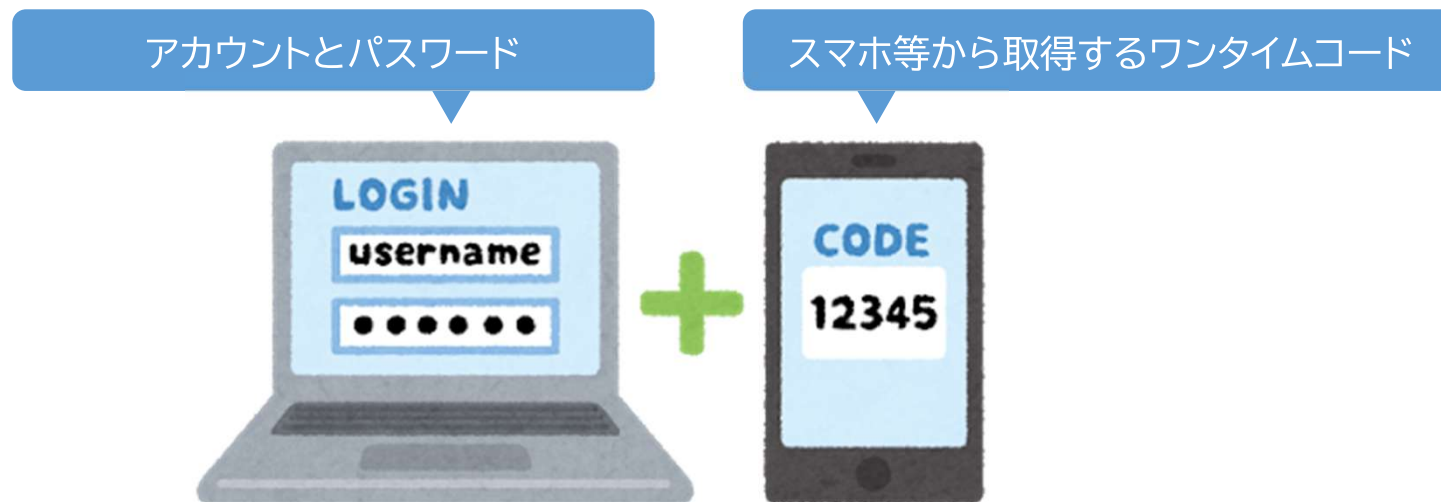 アカウントとパスワード
スマホ等から取得するワンタイムコード
LOGIN
username
●●●●●●
CODE
12345